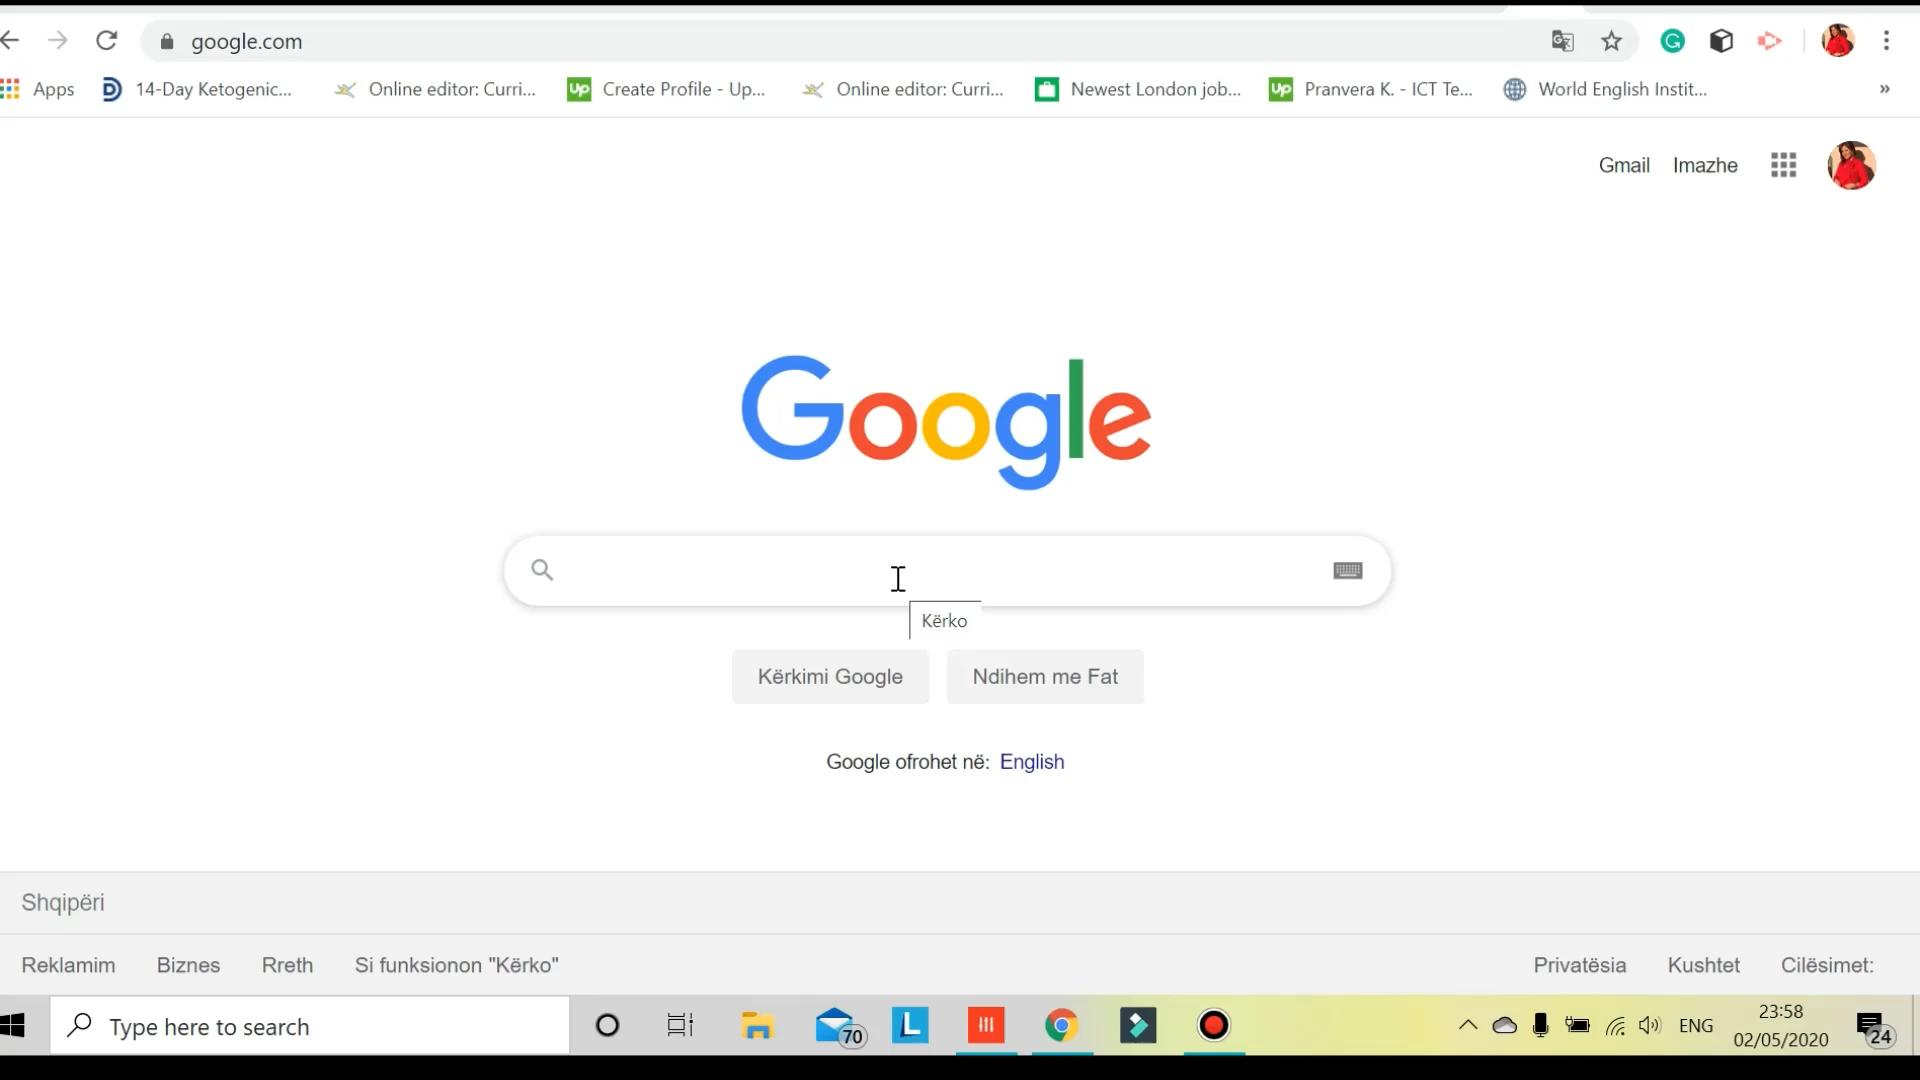 google.com
Apps 14-Day Ketogenic... Online editor: Curri... Create Profile - Up... Online editor: Curri... Newest London job... Pranvera K. - ICT Te... World English Instit... »
Gmail Imazhe
Google
Kërko
Kërkimi Google Ndihem me Fat
Google ofrohet në: English
Shqipëri
Reklamim Biznes Rreth Si funksionon "Kërko" Privatësia Kushtet Cilësimet:
Type here to search 70 ENG 23:58
02/05/2020 24